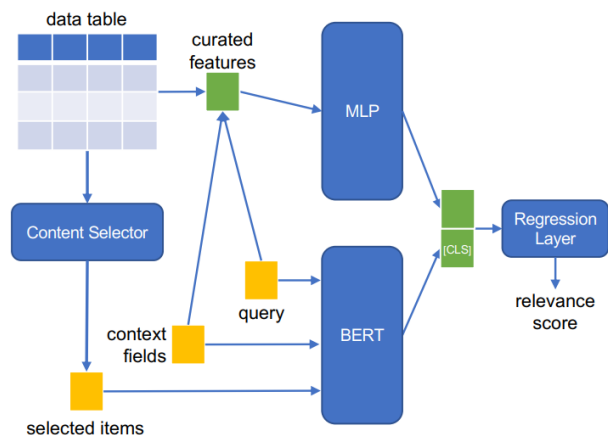 data table
curated
features
MLP
Content Selector
[CLS]
Regression
Layer
query
context
fields
BERT
relevance
score
selected items